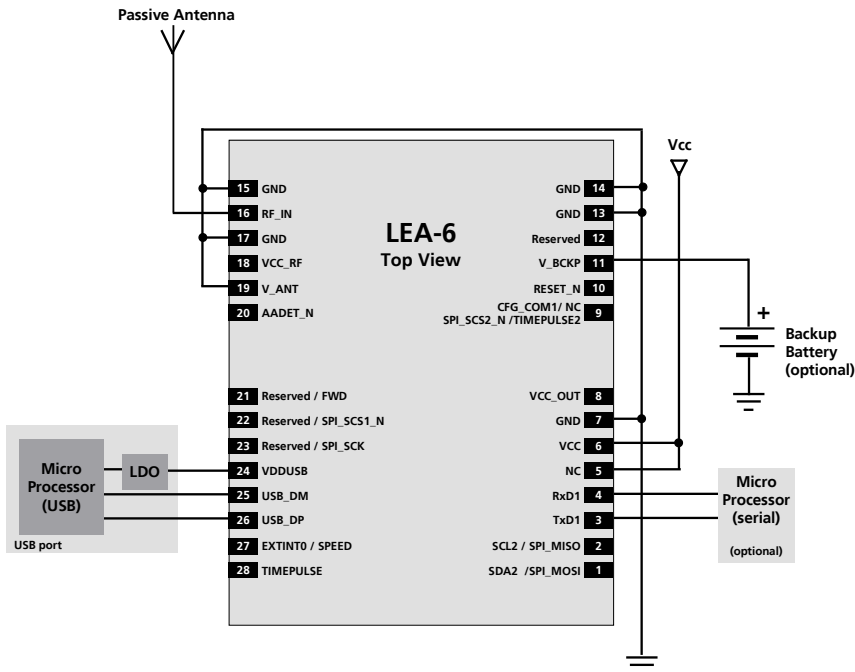 Passive Antenna
Vcc
LEA-6
Top View
15 GND
16 RF_IN
17 GND
18 VCC_RF
19 V_ANT
20 AADET_N
21 Reserved / FWD
22 Reserved / SPI_SCS1_N
23 Reserved / SPI_SCK
24 VDDUSB
25 USB_DM
26 USB_DP
27 EXTINT0 / SPEED
28 TIMEPULSE
GND 14
GND 13
Reserved 12
V_BCKP 11
RESET_N 10
CFG_COM1/ NC
SPI_SCS2_N /TIMEPULSE2 9
VCC_OUT 8
GND 7
VCC 6
NC 5
RxD1 4
TxD1 3
SCL2 / SPI_MISO 2
SDA2 /SPI_MOSI 1
+
Backup
Battery
(optional)
Micro
Processor
(USB)
LDO
USB port
Micro
Processor
(serial)
(optional)